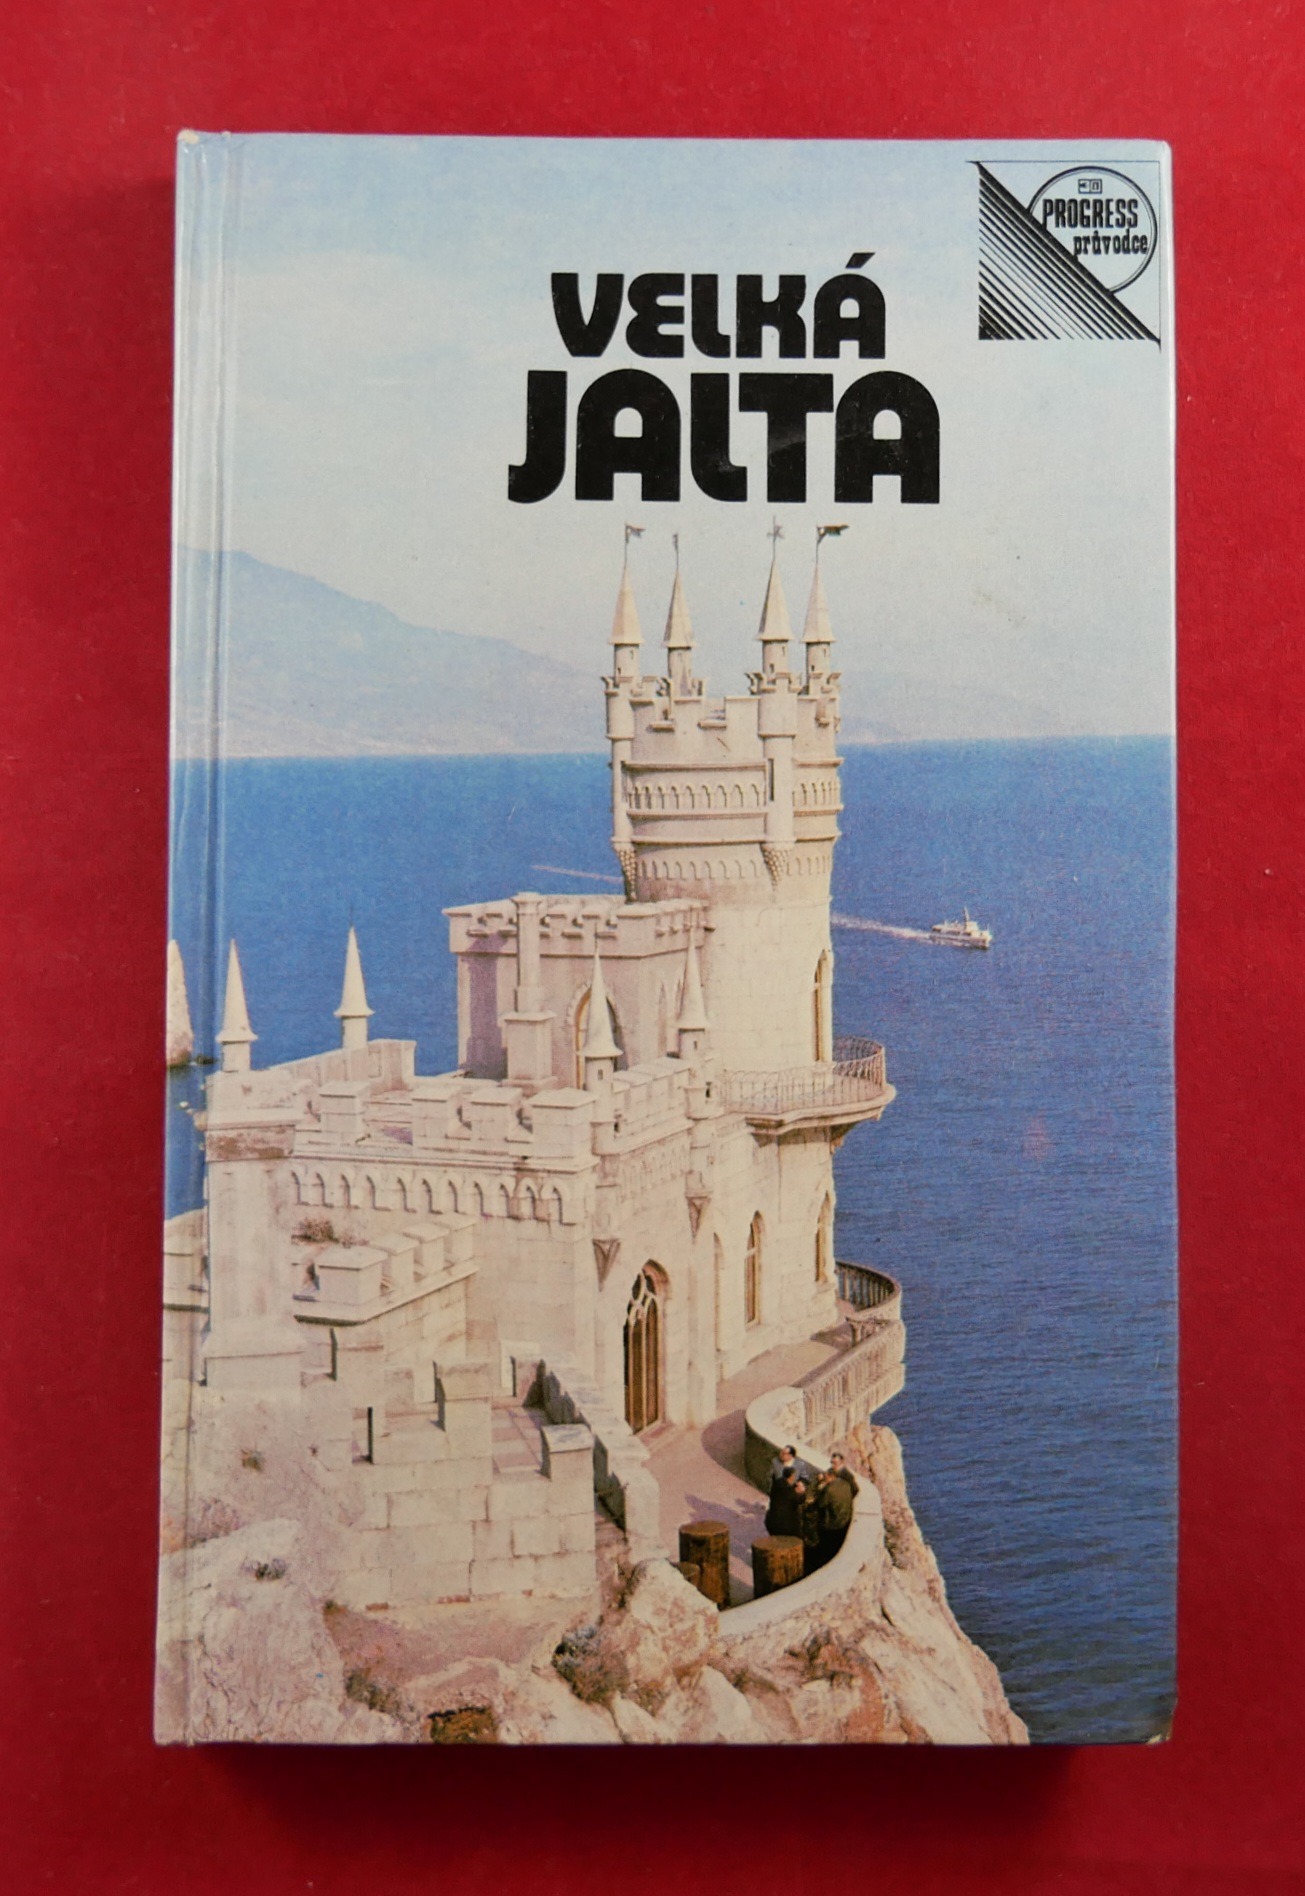 PROGRESS
průvodce
VELKÁ
JALTA